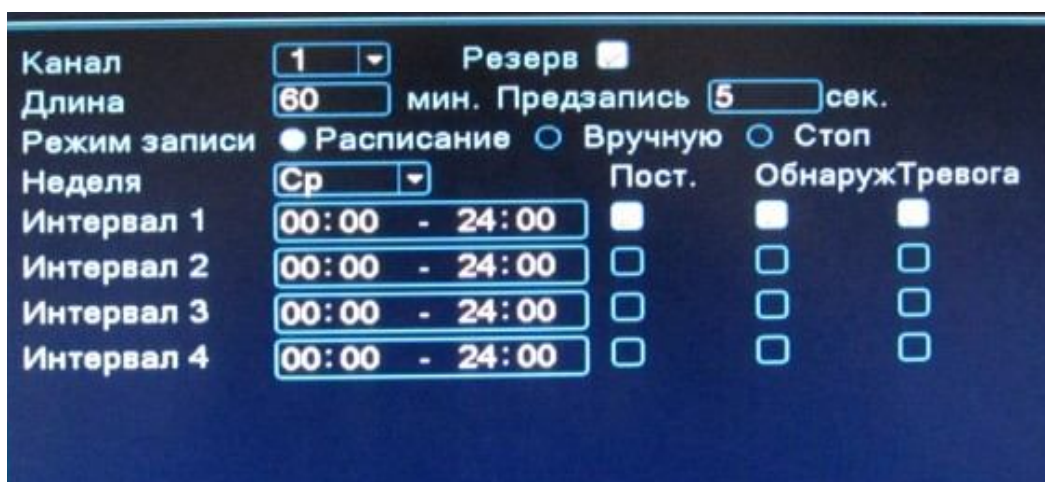 Канал 1 Резерв
Длина 60 мин. Предзапись 5 сек.
Режим записи Расписание Вручную Стоп
Неделя Ср Пост. ОбнаружТревога
Интервал 1 00:00 - 24:00
Интервал 2 00:00 - 24:00
Интервал 3 00:00 - 24:00
Интервал 4 00:00 - 24:00